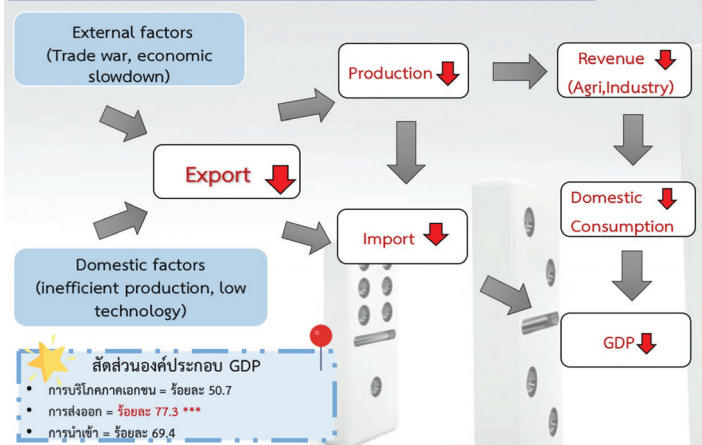 External factors
(Trade war, economic
slowdown)
Production
Revenue
(Agri,Industry)
Export
Domestic
Consumption
Import
Domestic factors
(inefficient production, low
technology)
GDP
สัดส่วนองค์ประกอบ GDP
• การบริโภคภาคเอกชน = ร้อยละ 50.7
• การส่งออก = ร้อยละ 77.3 ***
• การนำเข้า = ร้อยละ 69.4